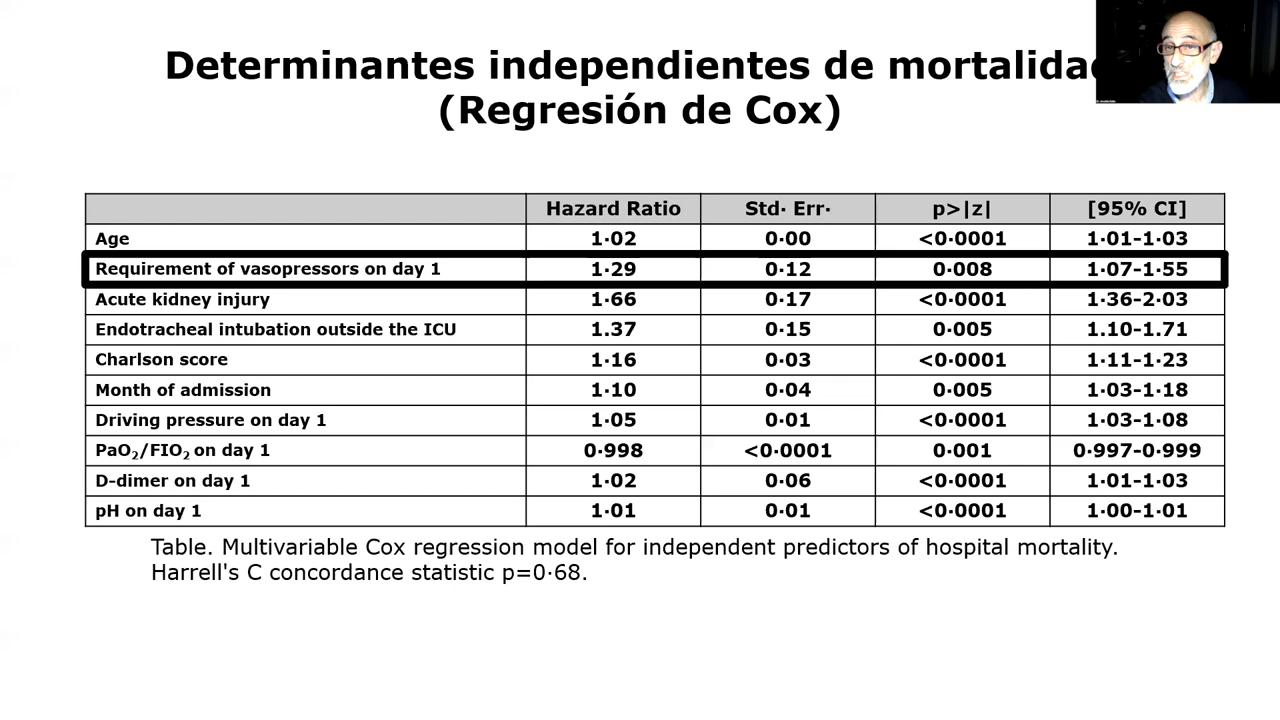 Determinantes independientes de mortalidad
(Regresión de Cox)
Hazard Ratio Std· Err· p>|z| [95% CI]
Age 1·02 0·00 <0·0001 1·01-1·03
Requirement of vasopressors on day 1 1·29 0·12 0·008 1·07-1·55
Acute kidney injury 1·66 0·17 <0·0001 1·36-2·03
Endotracheal intubation outside the ICU 1.37 0·15 0·005 1.10-1.71
Charlson score 1·16 0·03 <0·0001 1·11-1·23
Month of admission 1·10 0·04 0·005 1·03-1·18
Driving pressure on day 1 1·05 0·01 <0·0001 1·03-1·08
PaO₂/FIO₂ on day 1 0·998 <0·0001 0·001 0·997-0·999
D-dimer on day 1 1·02 0·06 <0·0001 1·01-1·03
pH on day 1 1·01 0·01 <0·0001 1·00-1·01
Table. Multivariable Cox regression model for independent predictors of hospital mortality.
Harrell's C concordance statistic p=0·68.